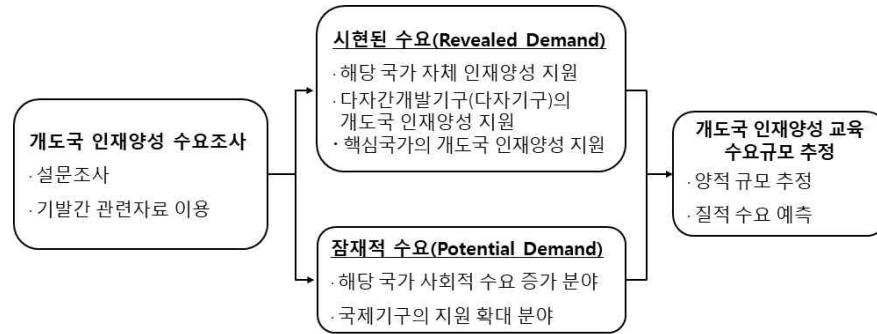 개도국 인재양성 수요조사
· 설문조사
· 기발간 관련자료 이용
시현된 수요(Revealed Demand)
· 해당 국가 자체 인재양성 지원
· 다자간개발기구(다자기구)의
개도국 인재양성 지원
· 핵심국가의 개도국 인재양성 지원
잠재적 수요(Potential Demand)
· 해당 국가 사회적 수요 증가 분야
· 국제기구의 지원 확대 분야
개도국 인재양성 교육
수요규모 추정
· 양적 규모 추정
· 질적 수요 예측